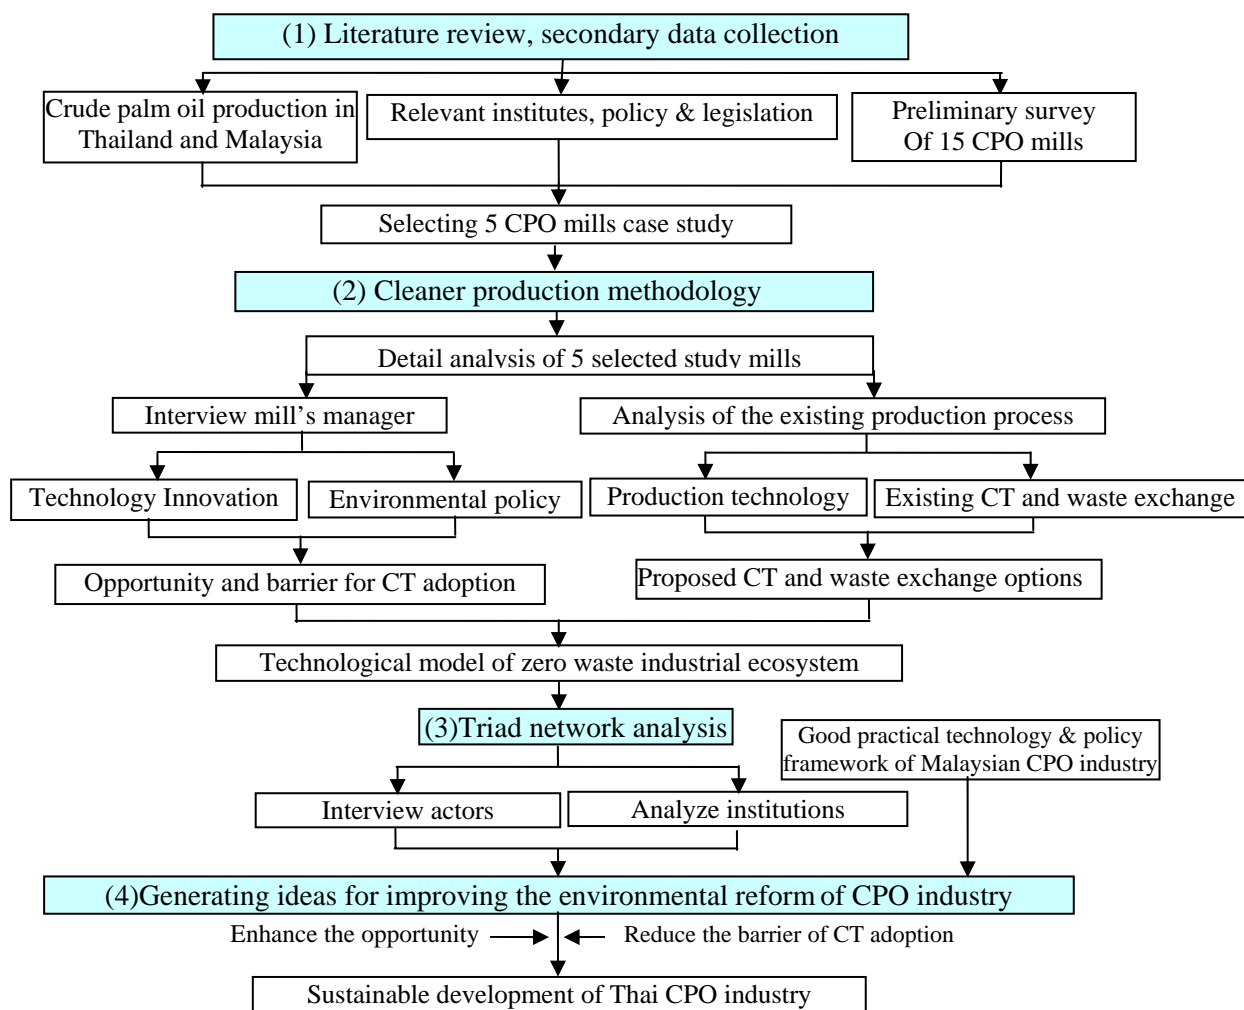 (1) Literature review, secondary data collection
Crude palm oil production in
Thailand and Malaysia
Relevant institutes, policy & legislation
Preliminary survey
Of 15 CPO mills
Selecting 5 CPO mills case study
(2) Cleaner production methodology
Detail analysis of 5 selected study mills
Interview mill’s manager
Analysis of the existing production process
Technology Innovation
Environmental policy
Production technology
Existing CT and waste exchange
Opportunity and barrier for CT adoption
Proposed CT and waste exchange options
Technological model of zero waste industrial ecosystem
(3)Triad network analysis
Good practical technology & policy
framework of Malaysian CPO industry
Interview actors
Analyze institutions
(4)Generating ideas for improving the environmental reform of CPO industry
Enhance the opportunity
Reduce the barrier of CT adoption
Sustainable development of Thai CPO industry